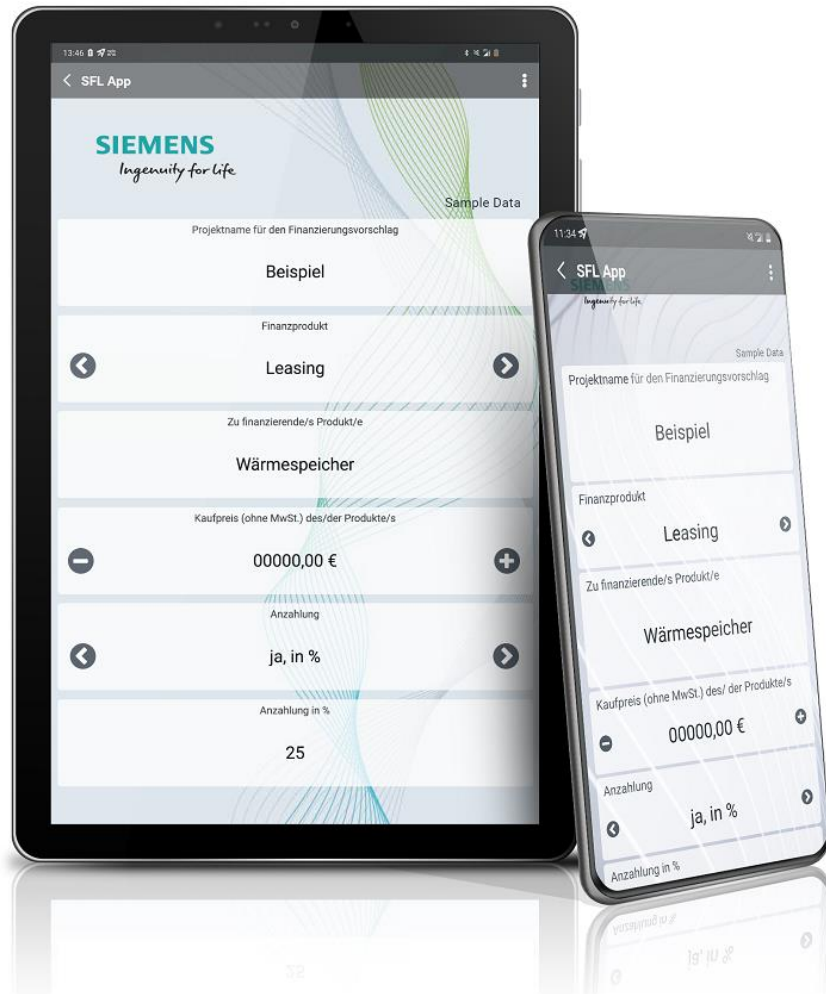 13:46
SFL App
SIEMENS
Ingenuity for life
Sample Data
Projektname für den Finanzierungsvorschlag
Beispiel
Finanzprodukt
Leasing
Zu finanzierende/s Produkt/e
Wärmespeicher
Kaufpreis (ohne MwSt.) des/der Produkte/s
00000,00 €
Anzahlung
ja, in %
Anzahlung in %
25
11:34
SFL App
SIEMENS
Ingenuity for life
Sample Data
Projektname für den Finanzierungsvorschlag
Beispiel
Finanzprodukt
Leasing
Zu finanzierende/s Produkt/e
Wärmespeicher
Kaufpreis (ohne MwSt.) des/ der Produkte/s
00000,00 €
Anzahlung
ja, in %
Anzahlung in %